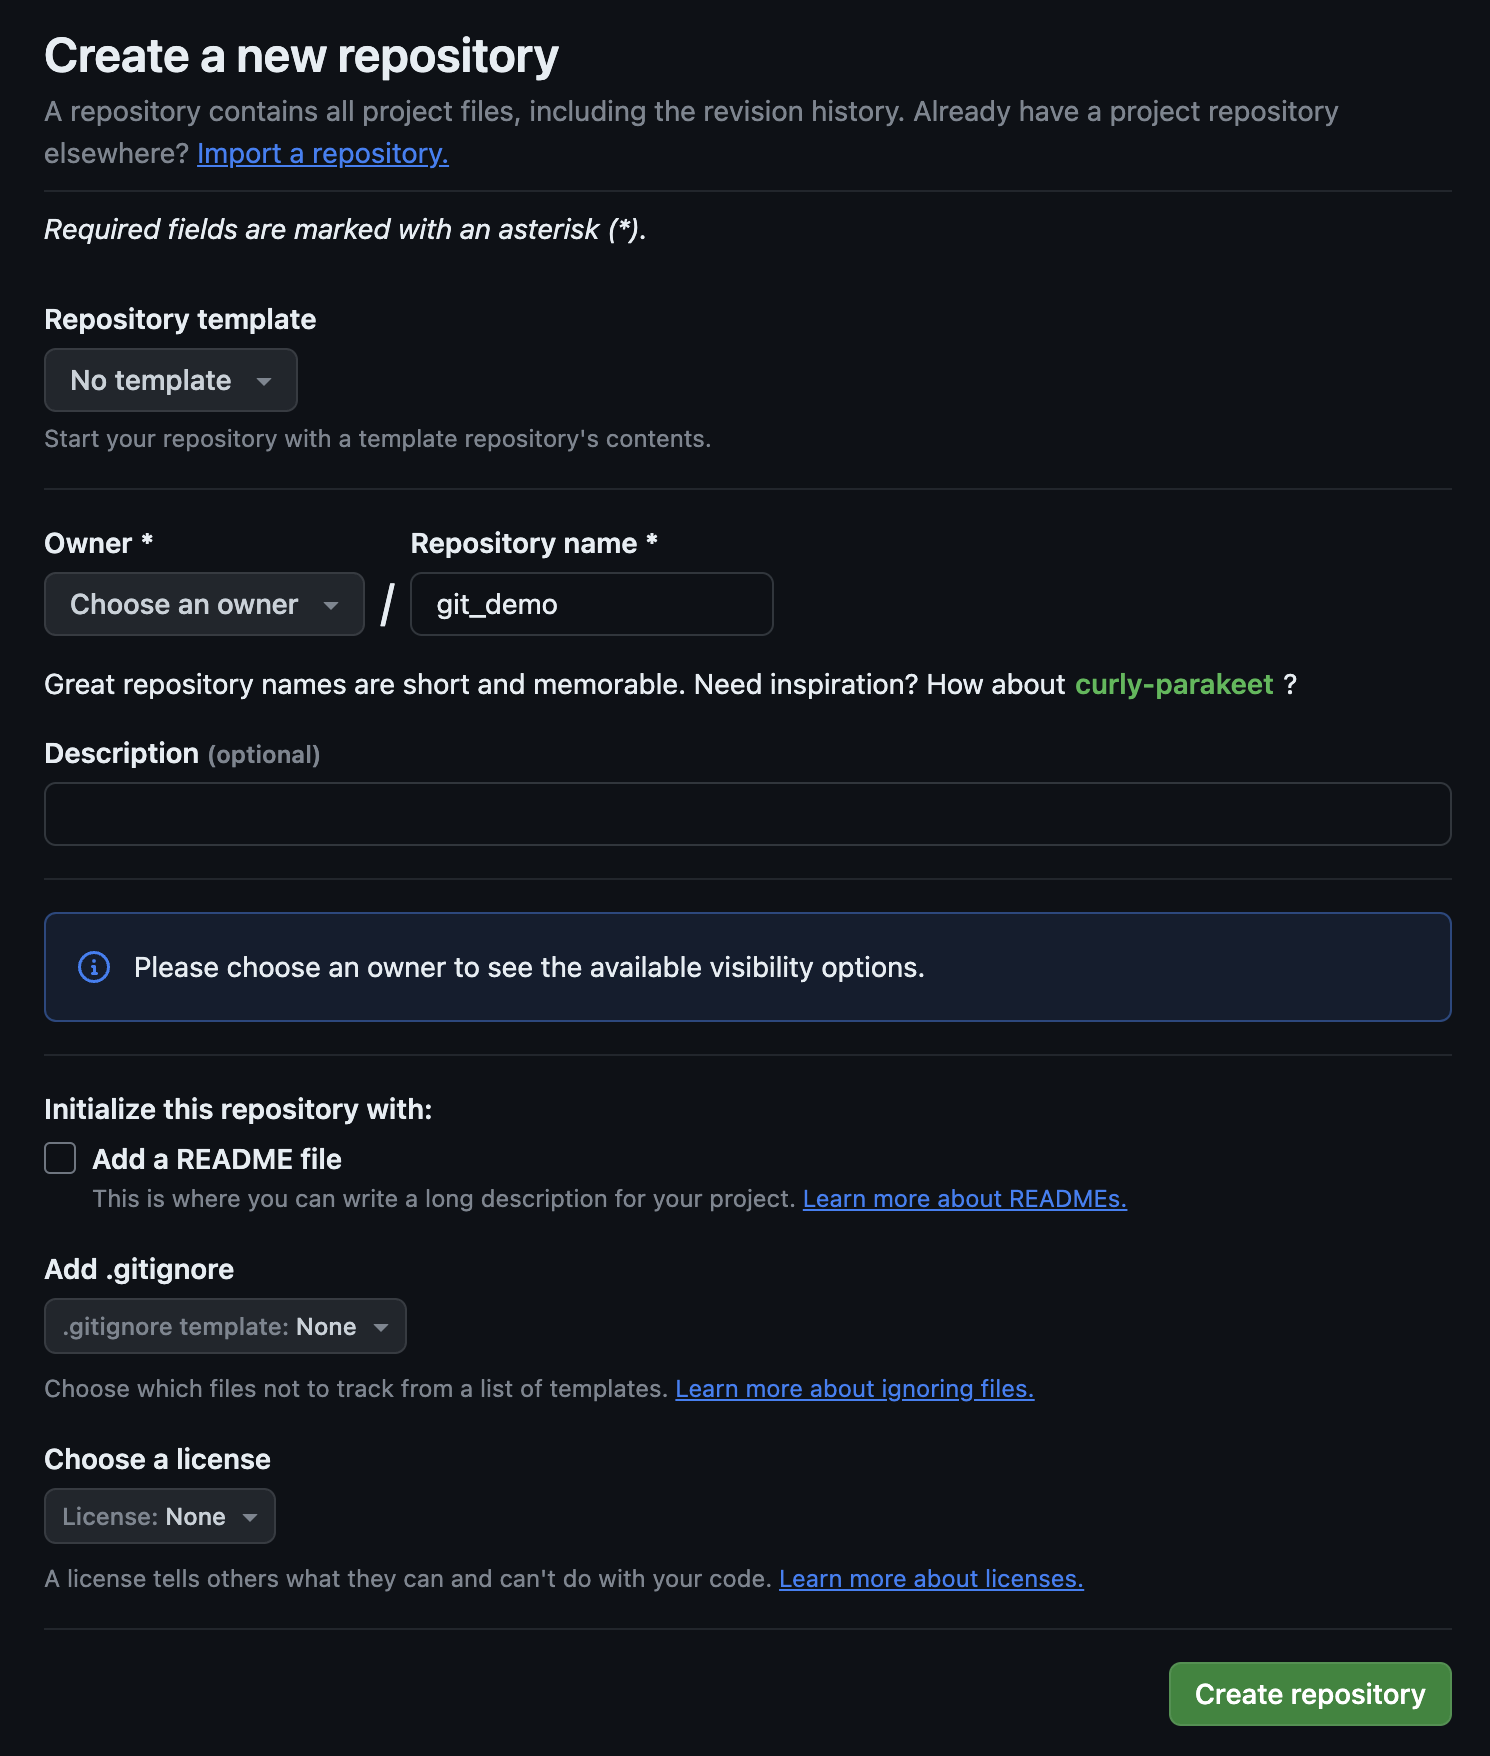 Create a new repository
A repository contains all project files, including the revision history. Already have a project repository
elsewhere? Import a repository.
Required fields are marked with an asterisk (*).
Repository template
No template
Start your repository with a template repository's contents.
Owner * Repository name *
Choose an owner / git_demo
Great repository names are short and memorable. Need inspiration? How about curly-parakeet ?
Description (optional)
Please choose an owner to see the available visibility options.
Initialize this repository with:
Add a README file
This is where you can write a long description for your project. Learn more about READMEs.
Add .gitignore
.gitignore template: None
Choose which files not to track from a list of templates. Learn more about ignoring files.
Choose a license
License: None
A license tells others what they can and can't do with your code. Learn more about licenses.
Create repository